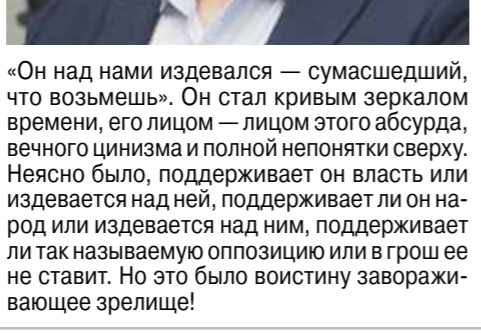 «Он над нами издевался — сумасшедший,
что возьмешь». Он стал кривым зеркалом
времени, его лицом — лицом этого абсурда,
вечного цинизма и полной непонятки сверху.
Неясно было, поддерживает он власть или
издевается над ней, поддерживает ли он на-
род или издевается над ним, поддерживает
ли так называемую оппозицию или в грош ее
не ставит. Но это было воистину заворажи-
вающее зрелище!